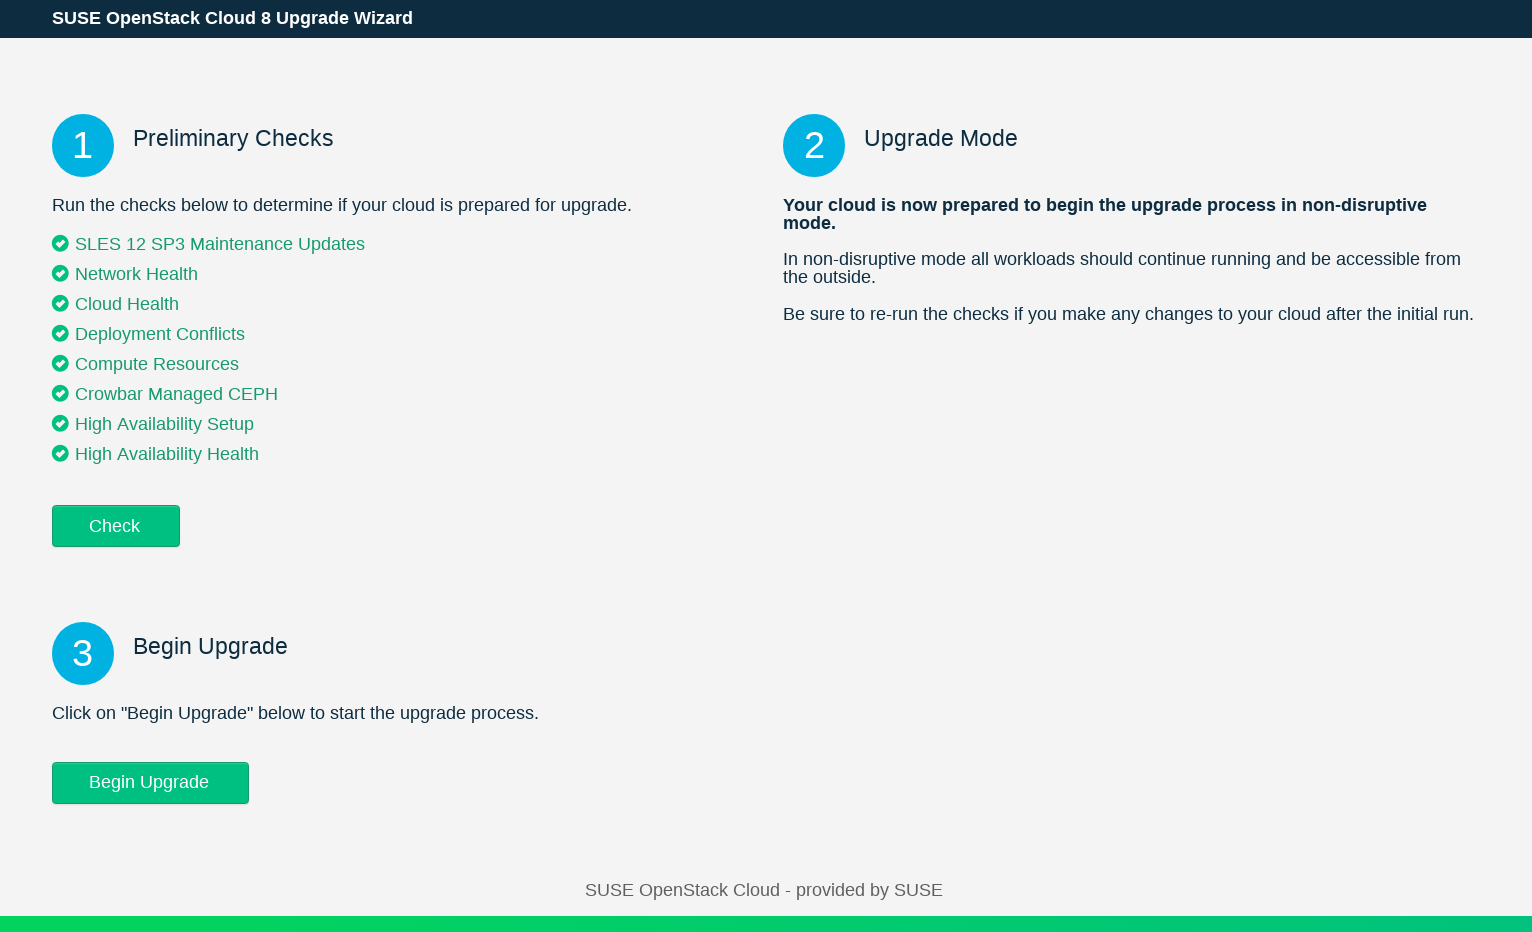 SUSE OpenStack Cloud 8 Upgrade Wizard
1
Preliminary Checks
Run the checks below to determine if your cloud is prepared for upgrade.
SLES 12 SP3 Maintenance Updates
Network Health
Cloud Health
Deployment Conflicts
Compute Resources
Crowbar Managed CEPH
High Availability Setup
High Availability Health
Check
2
Upgrade Mode
Your cloud is now prepared to begin the upgrade process in non-disruptive
mode.
In non-disruptive mode all workloads should continue running and be accessible from
the outside.
Be sure to re-run the checks if you make any changes to your cloud after the initial run.
3
Begin Upgrade
Click on "Begin Upgrade" below to start the upgrade process.
Begin Upgrade
SUSE OpenStack Cloud - provided by SUSE